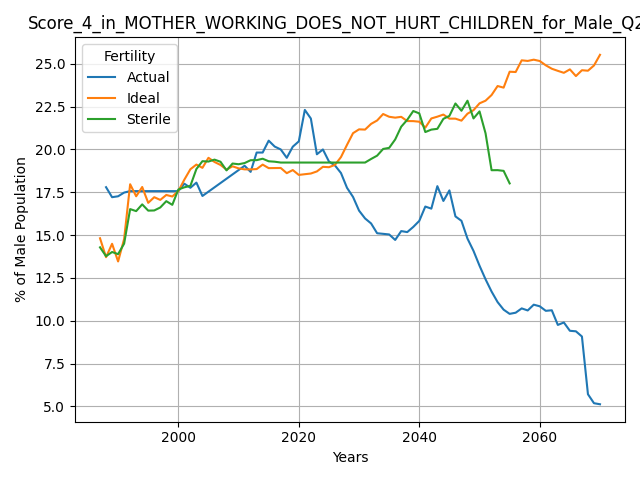 Score_4_in_MOTHER_WORKING_DOES_NOT_HURT_CHILDREN_for_Male_Q2
Fertility
Actual
Ideal
Sterile
% of Male Population
25.0
22.5
20.0
17.5
15.0
12.5
10.0
7.5
5.0
2000 2020 2040 2060
Years